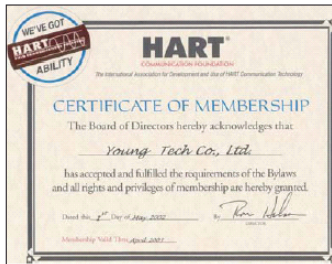 WE'VE GOT
HART
ABILITY
HART®
COMMUNICATION FOUNDATION
The International Association for Development and Use of HART Communication Technology
CERTIFICATE OF MEMBERSHIP
The Board of Directors hereby acknowledges that
Young Tech Co., Ltd.
has accepted and fulfilled the requirements of the Bylaws
and all rights and privileges of membership are hereby granted.
Dated this 1st Day of May 2002 By
Membership Valid Thru April 2003